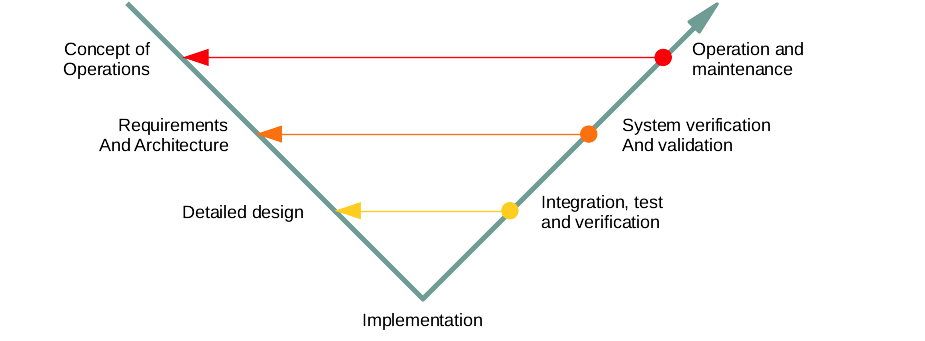 Concept of
Operations
Operation and
maintenance
Requirements
And Architecture
System verification
And validation
Detailed design
Integration, test
and verification
Implementation